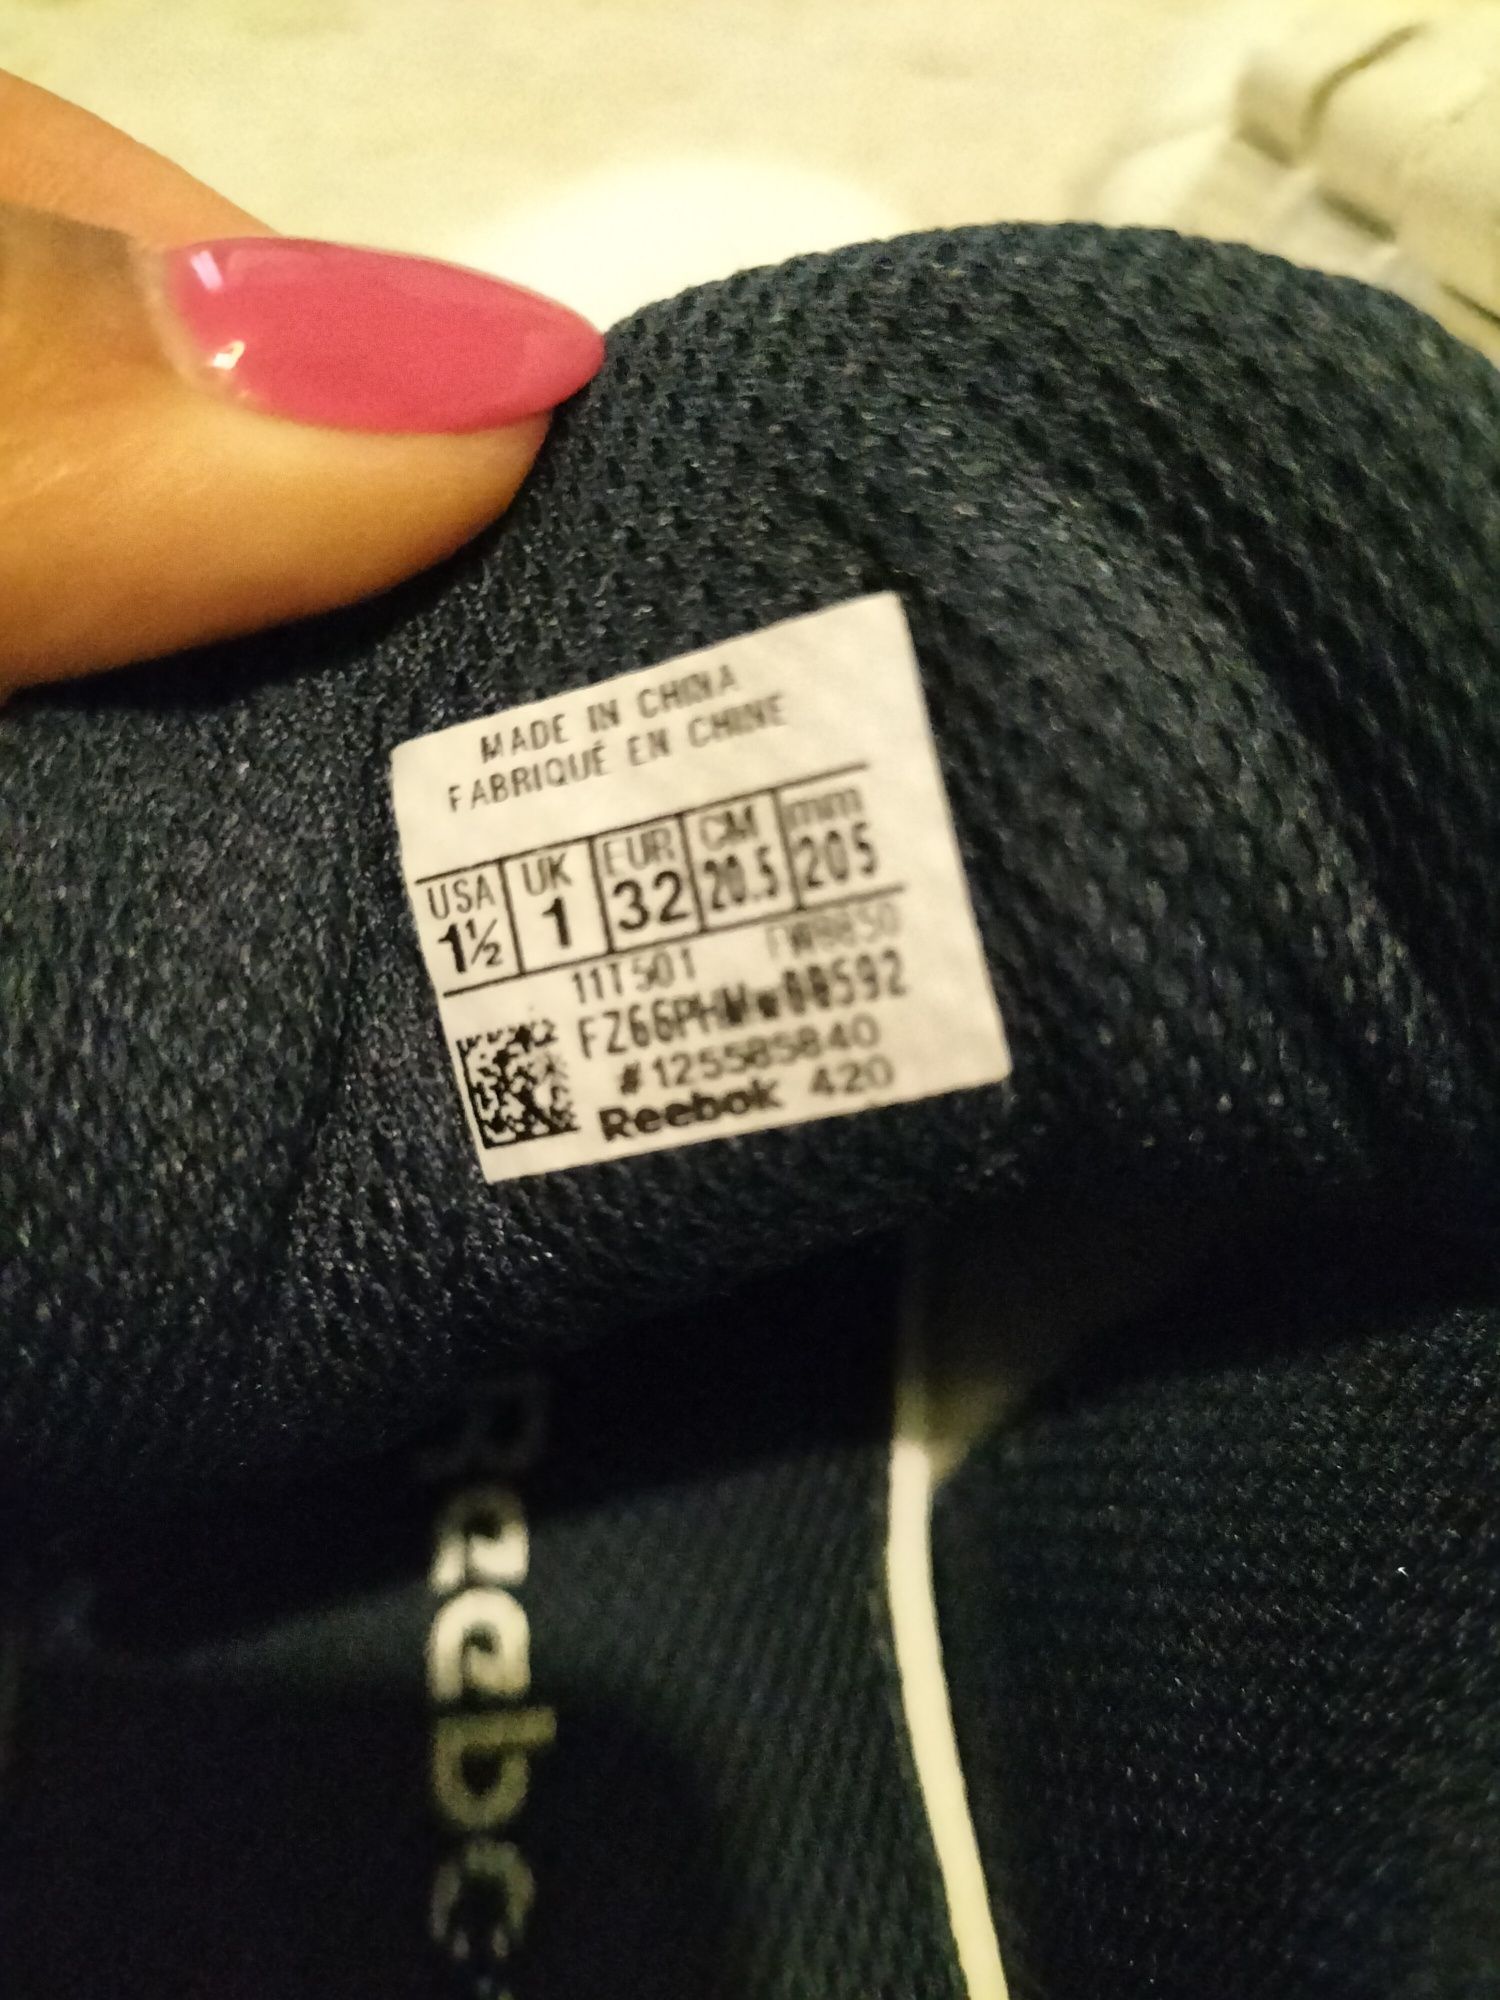 MADE IN CHINA
FABRIQUÉ EN CHINE
USA UK EUR CM mm
1½ 1 32 20.5 205
11T501
FZ66PHMw00592
#125585840
Reebok 420
Reebo